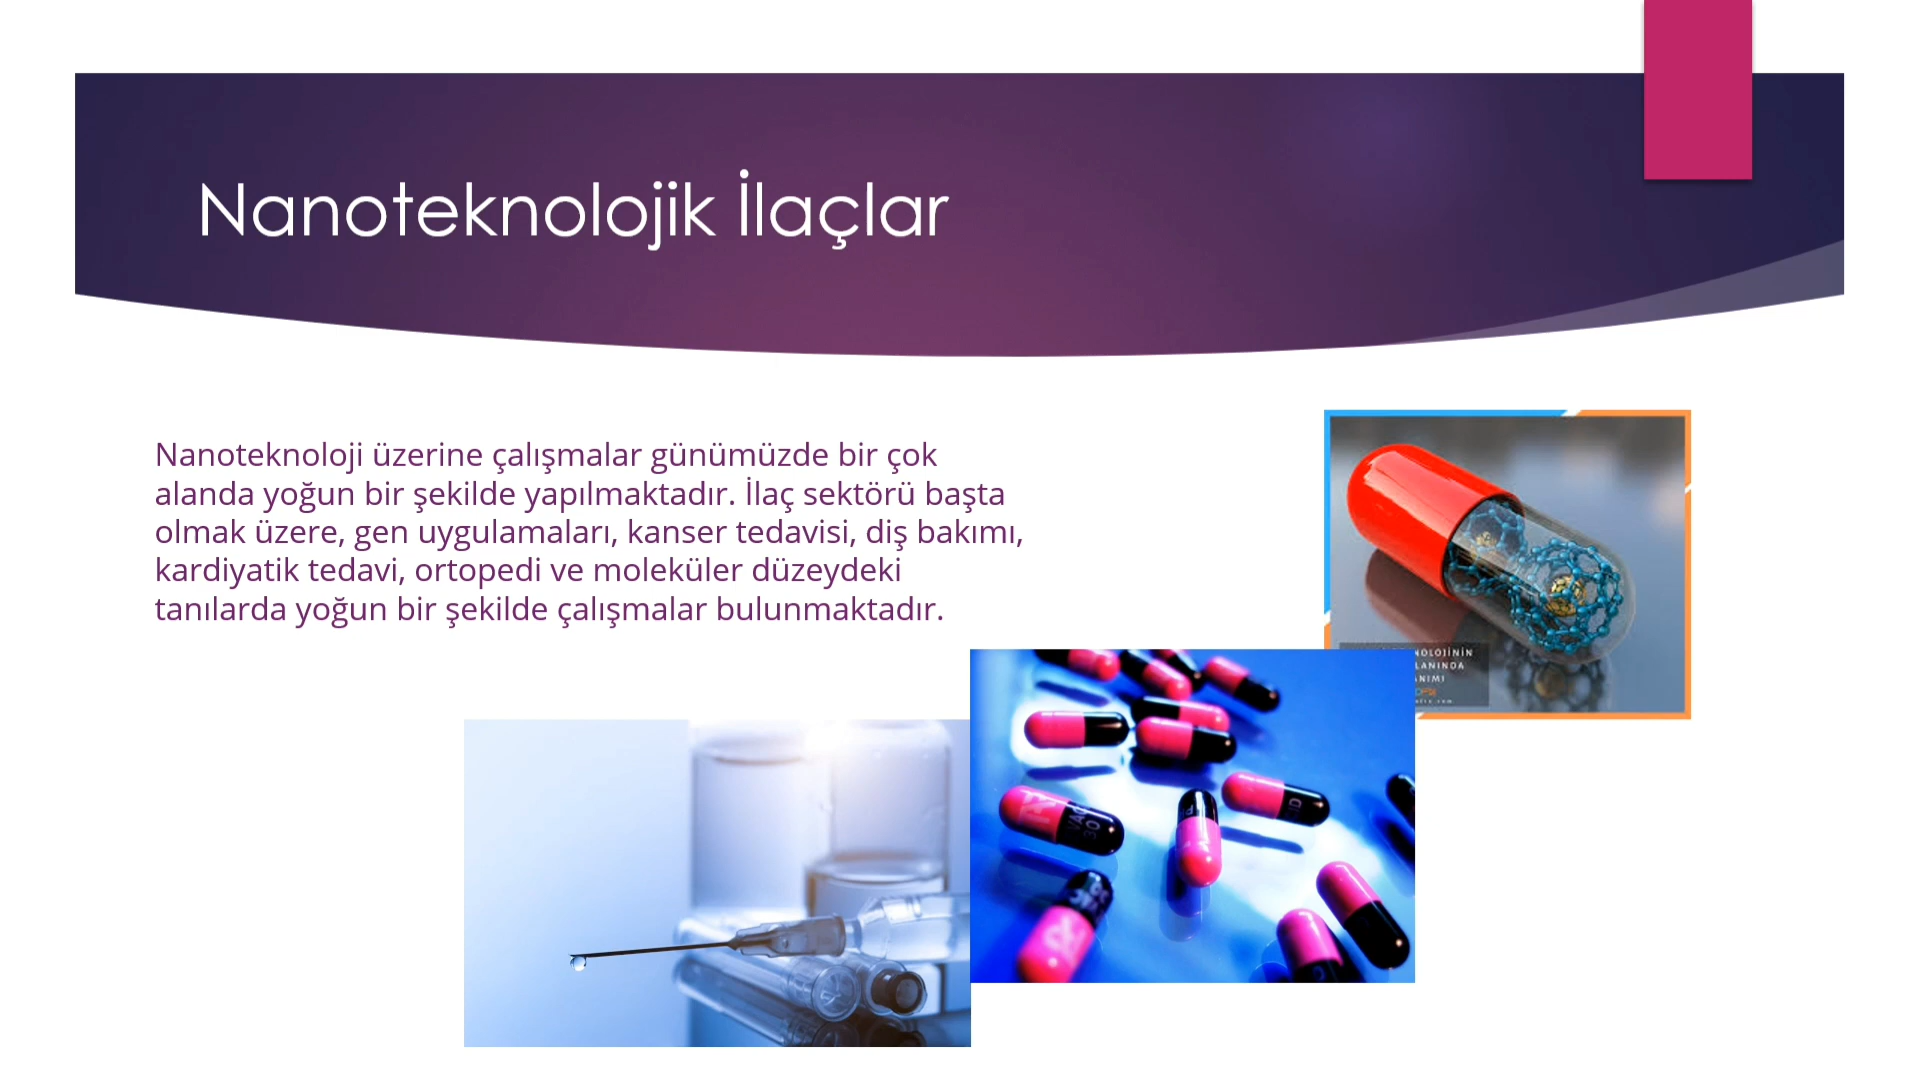 Nanoteknolojik İlaçlar
Nanoteknoloji üzerine çalışmalar günümüzde bir çok
alanda yoğun bir şekilde yapılmaktadır. İlaç sektörü başta
olmak üzere, gen uygulamaları, kanser tedavisi, diş bakımı,
kardiyatik tedavi, ortopedi ve moleküler düzeydeki
tanılarda yoğun bir şekilde çalışmalar bulunmaktadır.